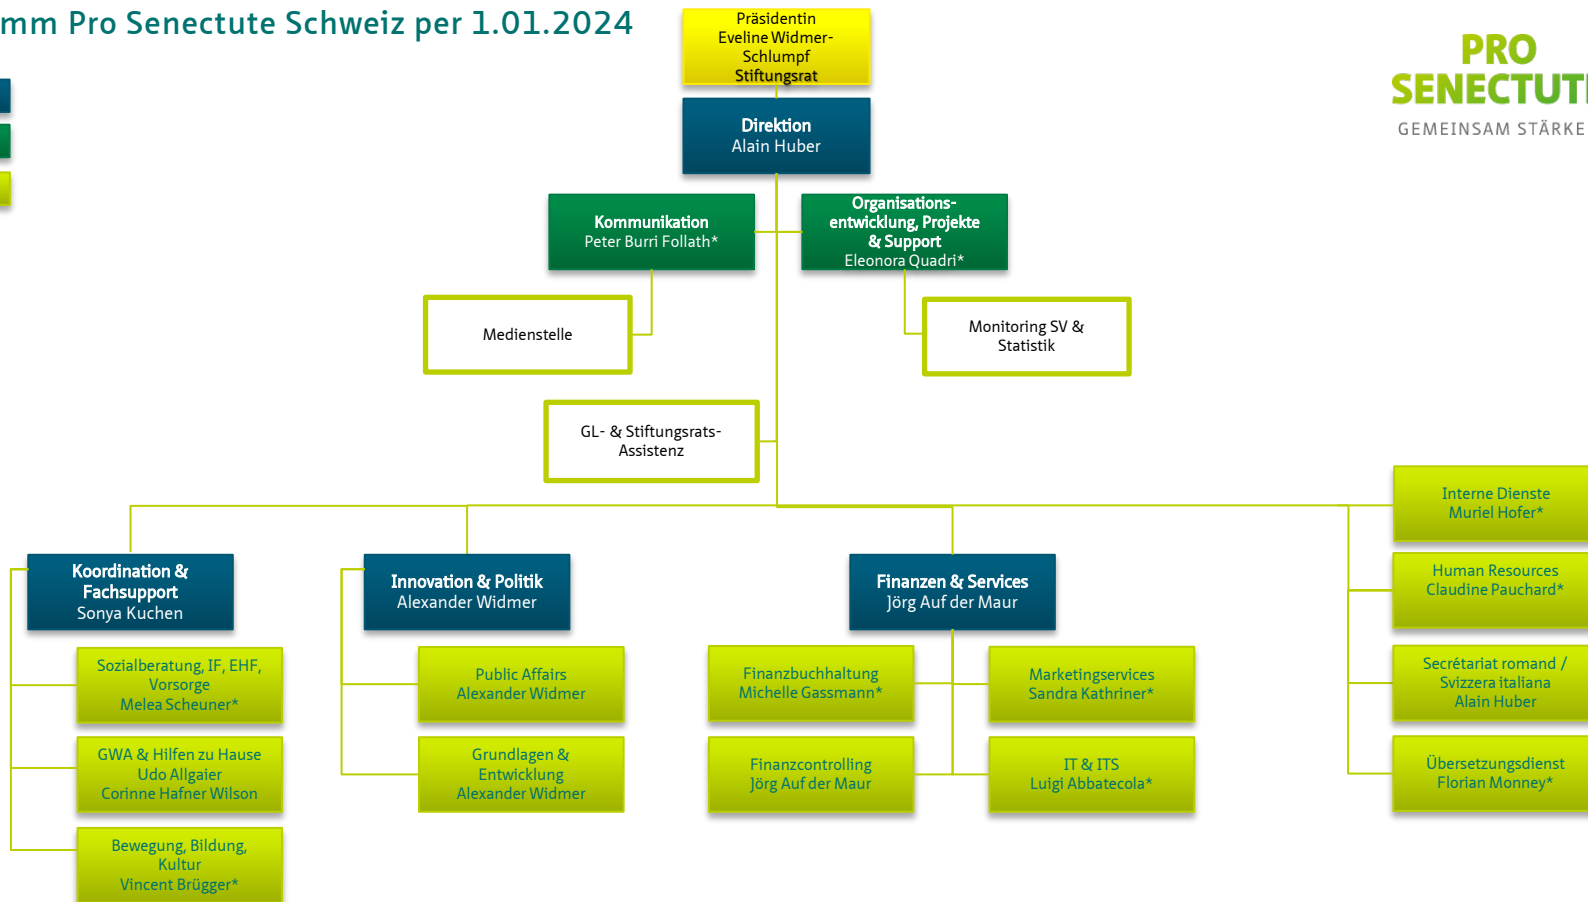 mm Pro Senectute Schweiz per 1.01.2024
PRO
SENECTUTE
GEMEINSAM STÄRKE
Präsidentin
Eveline Widmer-
Schlumpf
Stiftungsrat
Direktion
Alain Huber
Kommunikation
Peter Burri Follath*
Organisations-
entwicklung, Projekte
& Support
Eleonora Quadri*
Medienstelle
Monitoring SV &
Statistik
GL- & Stiftungsrats-
Assistenz
Koordination &
Fachsupport
Sonya Kuchen
Sozialberatung, IF, EHF,
Vorsorge
Melea Scheuner*
GWA & Hilfen zu Hause
Udo Allgaier
Corinne Hafner Wilson
Bewegung, Bildung,
Kultur
Vincent Brügger*
Innovation & Politik
Alexander Widmer
Public Affairs
Alexander Widmer
Grundlagen &
Entwicklung
Alexander Widmer
Finanzen & Services
Jörg Auf der Maur
Finanzbuchhaltung
Michelle Gassmann*
Finanzcontrolling
Jörg Auf der Maur
Marketingservices
Sandra Kathriner*
IT & ITS
Luigi Abbatecola*
Interne Dienste
Muriel Hofer*
Human Resources
Claudine Pauchard*
Secrétariat romand /
Svizzera italiana
Alain Huber
Übersetzungsdienst
Florian Monney*